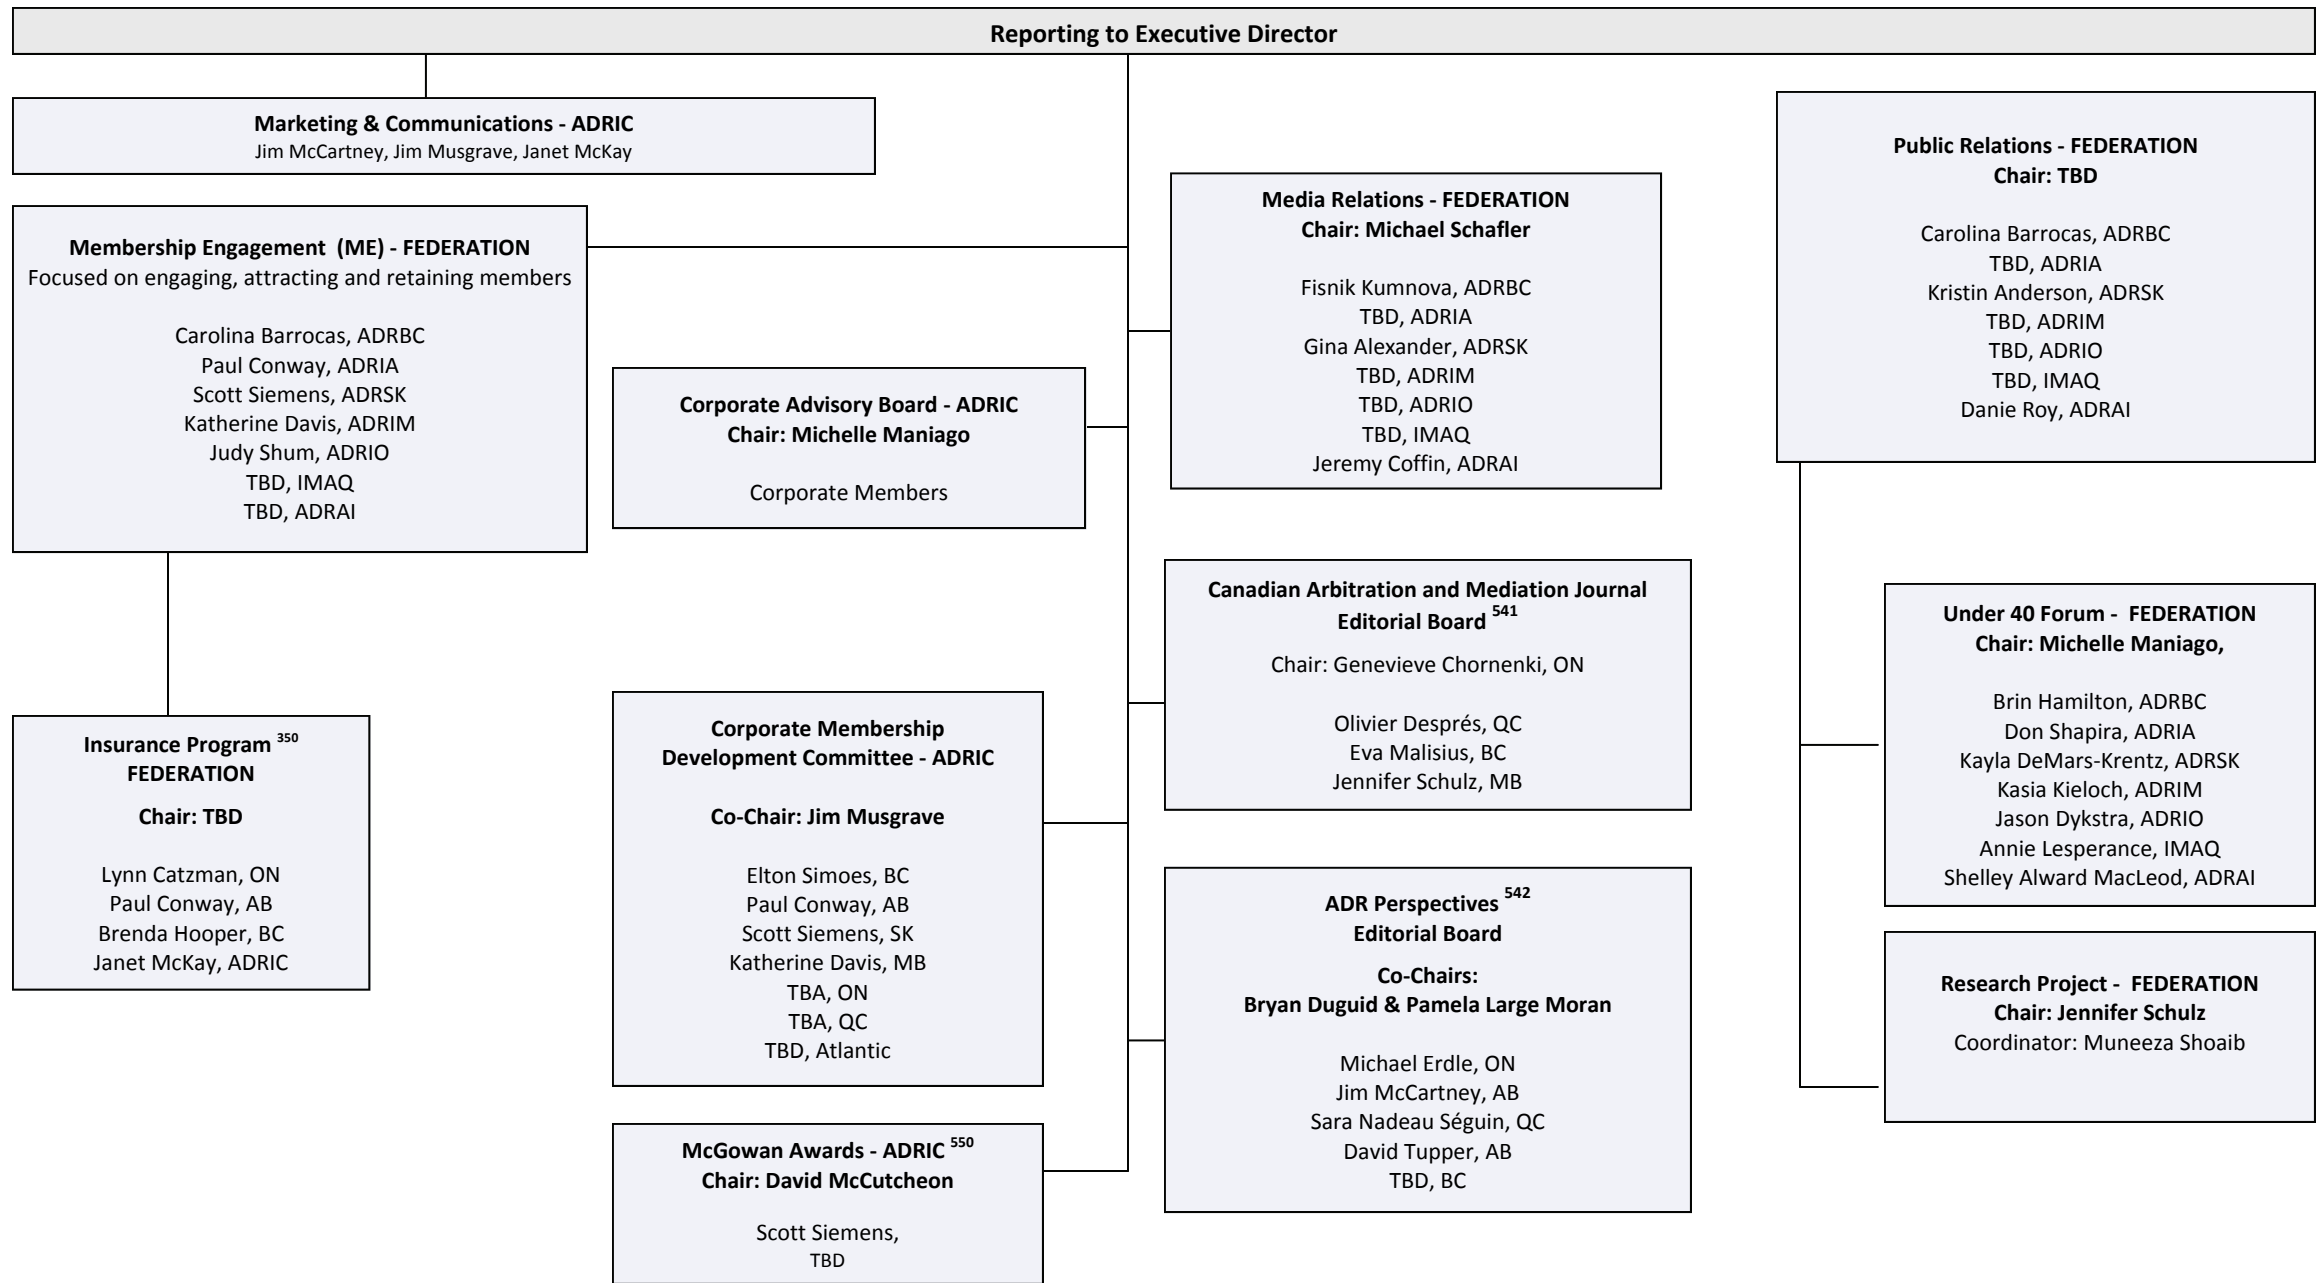 Reporting to Executive Director
Marketing & Communications - ADRIC
Jim McCartney, Jim Musgrave, Janet McKay
Membership Engagement (ME) - FEDERATION
Focused on engaging, attracting and retaining members
Carolina Barrocas, ADRBC
Paul Conway, ADRIA
Scott Siemens, ADRSK
Katherine Davis, ADRIM
Judy Shum, ADRIO
TBD, IMAQ
TBD, ADRAI
Insurance Program 350
FEDERATION
Chair: TBD
Lynn Catzman, ON
Paul Conway, AB
Brenda Hooper, BC
Janet McKay, ADRIC
Corporate Advisory Board - ADRIC
Chair: Michelle Maniago
Corporate Members
Corporate Membership
Development Committee - ADRIC
Co-Chair: Jim Musgrave
Elton Simoes, BC
Paul Conway, AB
Scott Siemens, SK
Katherine Davis, MB
TBA, ON
TBA, QC
TBD, Atlantic
McGowan Awards - ADRIC 550
Chair: David McCutcheon
Scott Siemens,
TBD
Media Relations - FEDERATION
Chair: Michael Schafler
Fisnik Kumnova, ADRBC
TBD, ADRIA
Gina Alexander, ADRSK
TBD, ADRIM
TBD, ADRIO
TBD, IMAQ
Jeremy Coffin, ADRAI
Canadian Arbitration and Mediation Journal
Editorial Board 541
Chair: Genevieve Chornenki, ON
Olivier Després, QC
Eva Malisius, BC
Jennifer Schulz, MB
ADR Perspectives 542
Editorial Board
Co-Chairs:
Bryan Duguid & Pamela Large Moran
Michael Erdle, ON
Jim McCartney, AB
Sara Nadeau Séguin, QC
David Tupper, AB
TBD, BC
Public Relations - FEDERATION
Chair: TBD
Carolina Barrocas, ADRBC
TBD, ADRIA
Kristin Anderson, ADRSK
TBD, ADRIM
TBD, ADRIO
TBD, IMAQ
Danie Roy, ADRAI
Under 40 Forum - FEDERATION
Chair: Michelle Maniago,
Brin Hamilton, ADRBC
Don Shapira, ADRIA
Kayla DeMars-Krentz, ADRSK
Kasia Kieloch, ADRIM
Jason Dykstra, ADRIO
Annie Lesperance, IMAQ
Shelley Alward MacLeod, ADRAI
Research Project - FEDERATION
Chair: Jennifer Schulz
Coordinator: Muneeza Shoaib